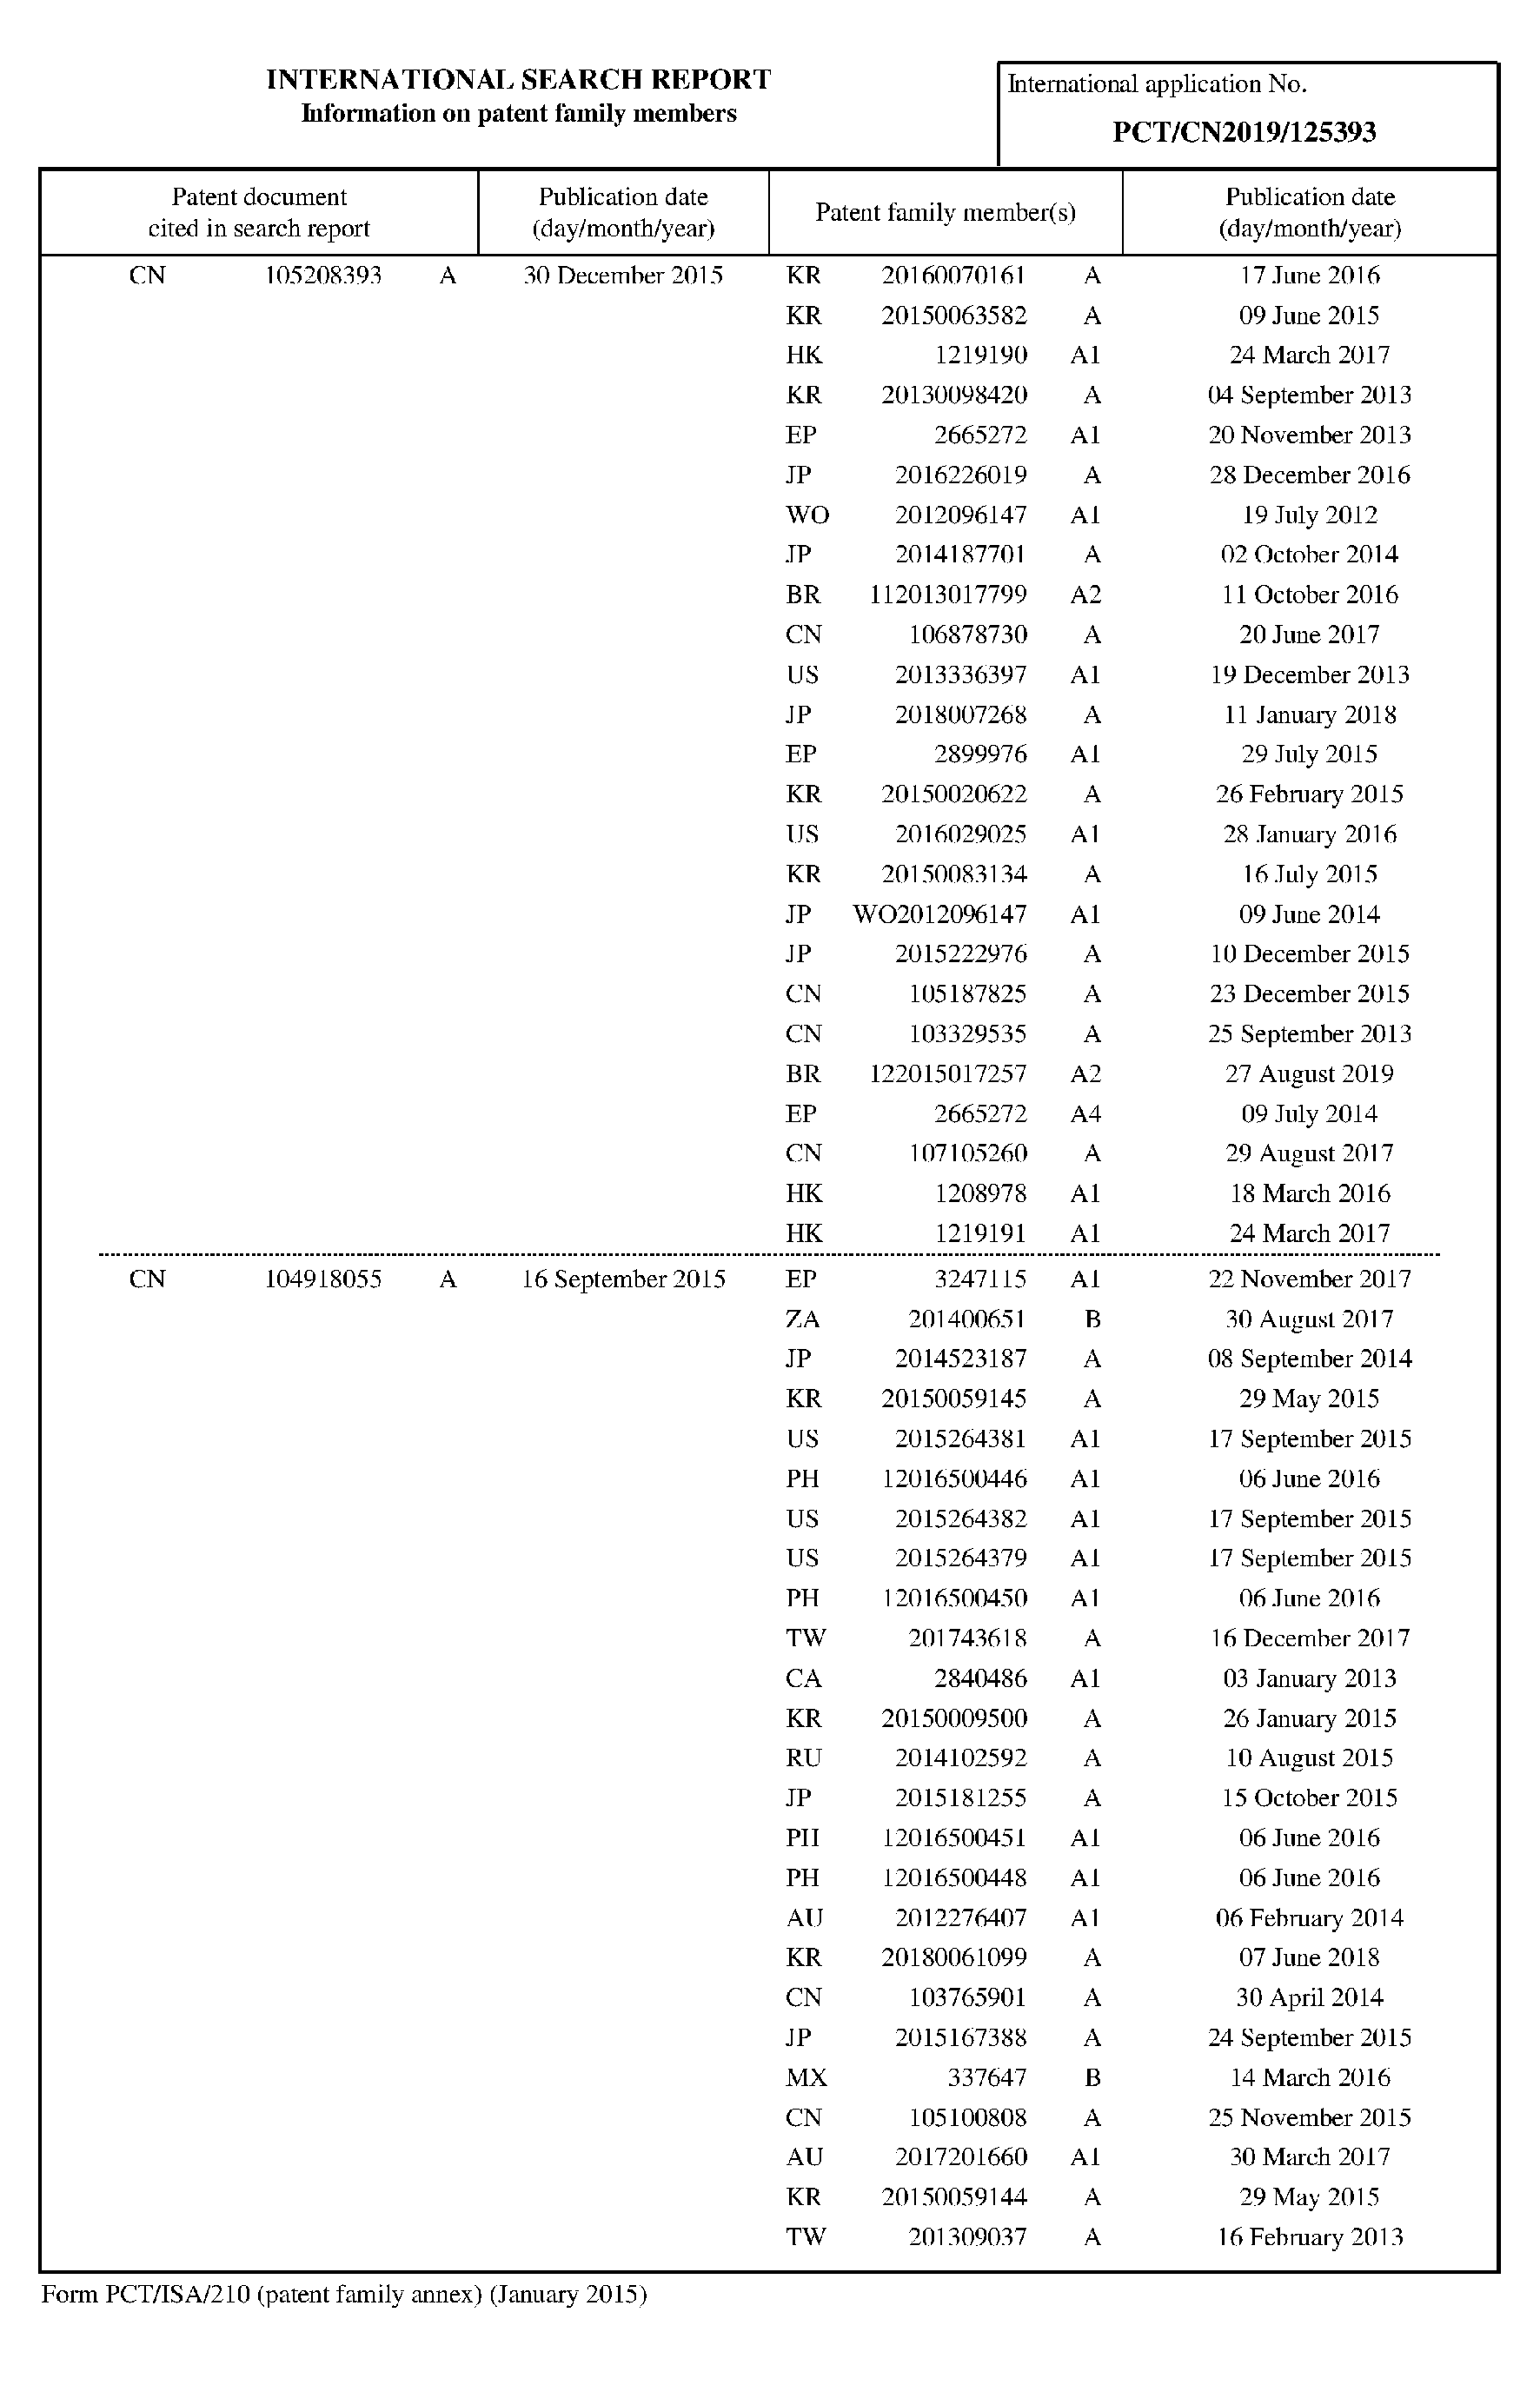 INTERNATIONAL SEARCH REPORT
Information on patent family members
International application No.
PCT/CN2019/125393
Patent document cited in search report | Publication date (day/month/year) | Patent family member(s) | Publication date (day/month/year)
CN 105208393 A 30 December 2015 KR 20160070161 A 17 June 2016
KR 20150063582 A 09 June 2015
HK 1219190 A1 24 March 2017
KR 20130098420 A 04 September 2013
EP 2665272 A1 20 November 2013
JP 2016226019 A 28 December 2016
WO 2012096147 A1 19 July 2012
JP 2014187701 A 02 October 2014
BR 112013017799 A2 11 October 2016
CN 106878730 A 20 June 2017
US 2013336397 A1 19 December 2013
JP 2018007268 A 11 January 2018
EP 2899976 A1 29 July 2015
KR 20150020622 A 26 February 2015
US 2016029025 A1 28 January 2016
KR 20150083134 A 16 July 2015
JP WO2012096147 A1 09 June 2014
JP 2015222976 A 10 December 2015
CN 105187825 A 23 December 2015
CN 103329535 A 25 September 2013
BR 122015017257 A2 27 August 2019
EP 2665272 A4 09 July 2014
CN 107105260 A 29 August 2017
HK 1208978 A1 18 March 2016
HK 1219191 A1 24 March 2017
CN 104918055 A 16 September 2015 EP 3247115 A1 22 November 2017
ZA 201400651 B 30 August 2017
JP 2014523187 A 08 September 2014
KR 20150059145 A 29 May 2015
US 2015264381 A1 17 September 2015
PH 12016500446 A1 06 June 2016
US 2015264382 A1 17 September 2015
US 2015264379 A1 17 September 2015
PH 12016500450 A1 06 June 2016
TW 201743618 A 16 December 2017
CA 2840486 A1 03 January 2013
KR 20150009500 A 26 January 2015
RU 2014102592 A 10 August 2015
JP 2015181255 A 15 October 2015
PH 12016500451 A1 06 June 2016
PH 12016500448 A1 06 June 2016
AU 2012276407 A1 06 February 2014
KR 20180061099 A 07 June 2018
CN 103765901 A 30 April 2014
JP 2015167388 A 24 September 2015
MX 337647 B 14 March 2016
CN 105100808 A 25 November 2015
AU 2017201660 A1 30 March 2017
KR 20150059144 A 29 May 2015
TW 201309037 A 16 February 2013
Form PCT/ISA/210 (patent family annex) (January 2015)